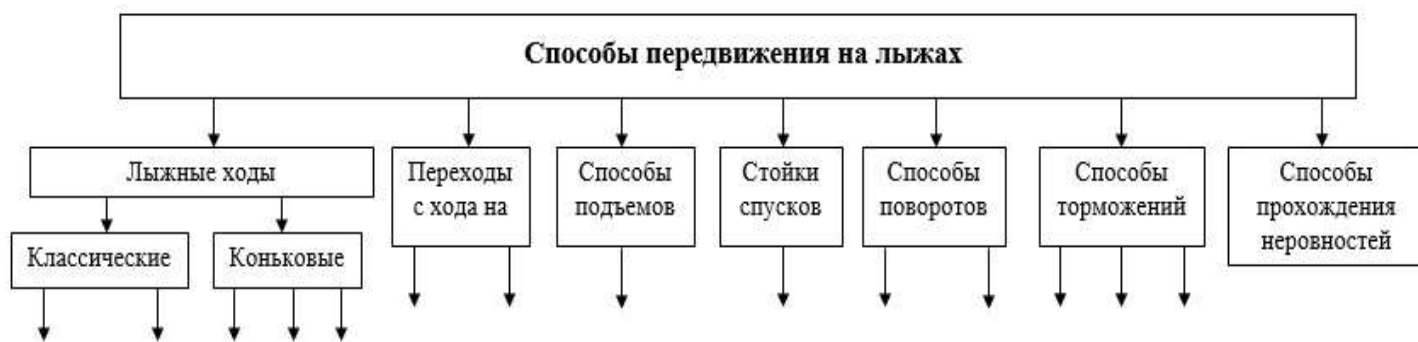 Способы передвижения на лыжах
Лыжные ходы
Классические
Коньковые
Переходы
с хода на
Способы
подъемов
Стойки
спусков
Способы
поворотов
Способы
торможений
Способы
прохождения
неровностей